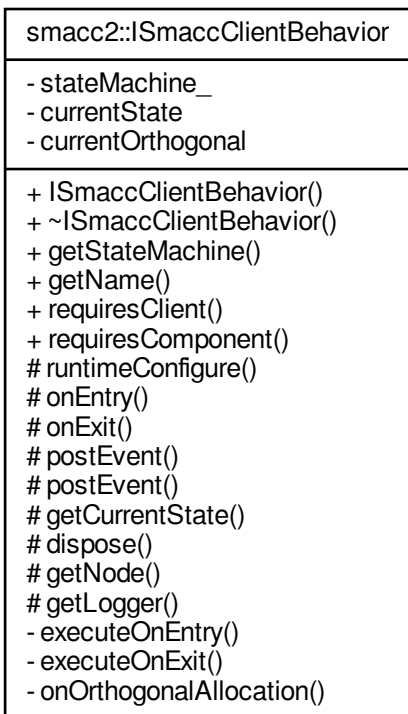 smacc2::ISmaccClientBehavior
- stateMachine_
- currentState
- currentOrthogonal
+ ISmaccClientBehavior()
+ ~ISmaccClientBehavior()
+ getStateMachine()
+ getName()
+ requiresClient()
+ requiresComponent()
# runtimeConfigure()
# onEntry()
# onExit()
# postEvent()
# postEvent()
# getCurrentState()
# dispose()
# getNode()
# getLogger()
- executeOnEntry()
- executeOnExit()
- onOrthogonalAllocation()